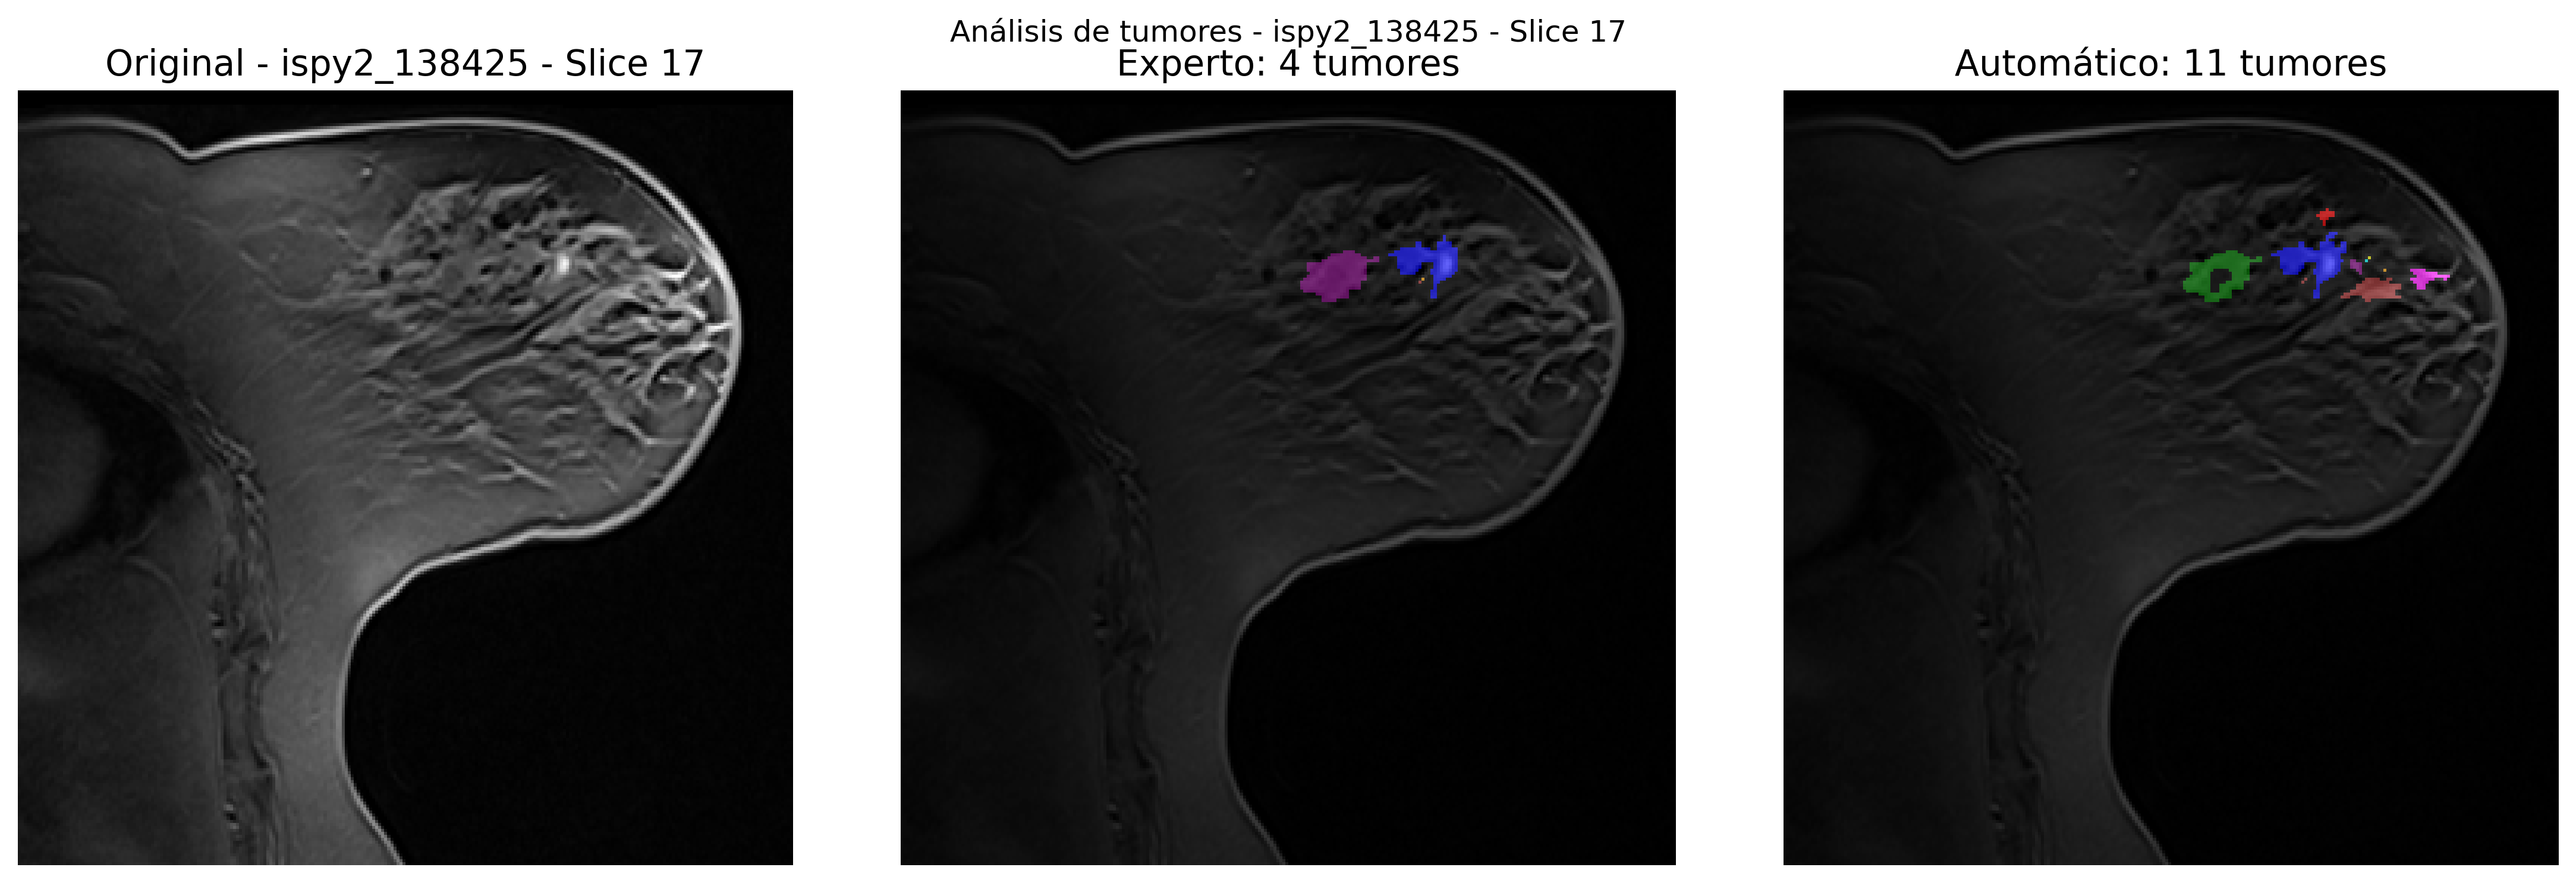 Análisis de tumores - ispy2_138425 - Slice 17
Original - ispy2_138425 - Slice 17
Experto: 4 tumores
Automático: 11 tumores